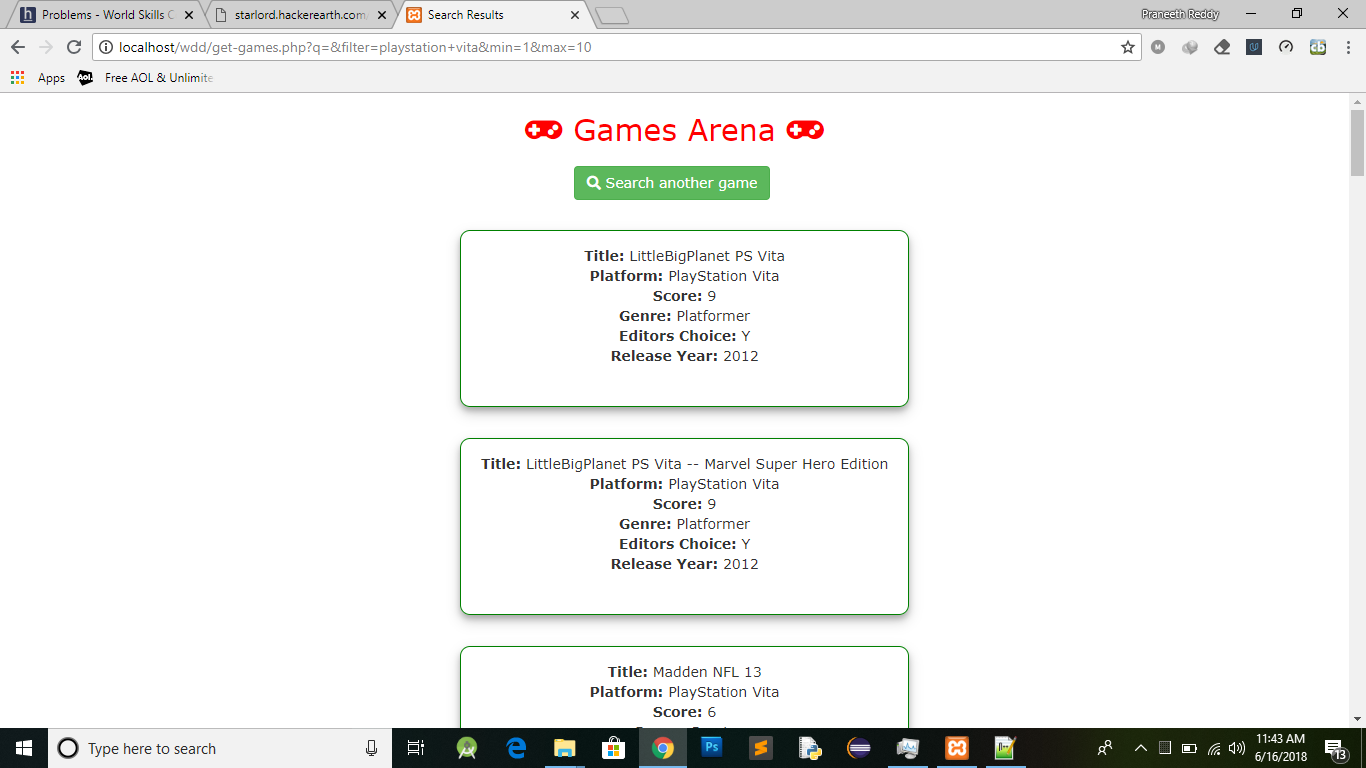 Problems - World Skills C
starlord.hackerearth.com/
Search Results
Praneeth Reddy
localhost/wdd/get-games.php?q=&filter=playstation+vita&min=1&max=10
Apps
Aol.
Free AOL & Unlimite
Games Arena
Search another game
Title: LittleBigPlanet PS Vita
Platform: PlayStation Vita
Score: 9
Genre: Platformer
Editors Choice: Y
Release Year: 2012
Title: LittleBigPlanet PS Vita -- Marvel Super Hero Edition
Platform: PlayStation Vita
Score: 9
Genre: Platformer
Editors Choice: Y
Release Year: 2012
Title: Madden NFL 13
Platform: PlayStation Vita
Score: 6
Type here to search
Ps
11:43 AM
6/16/2018
13